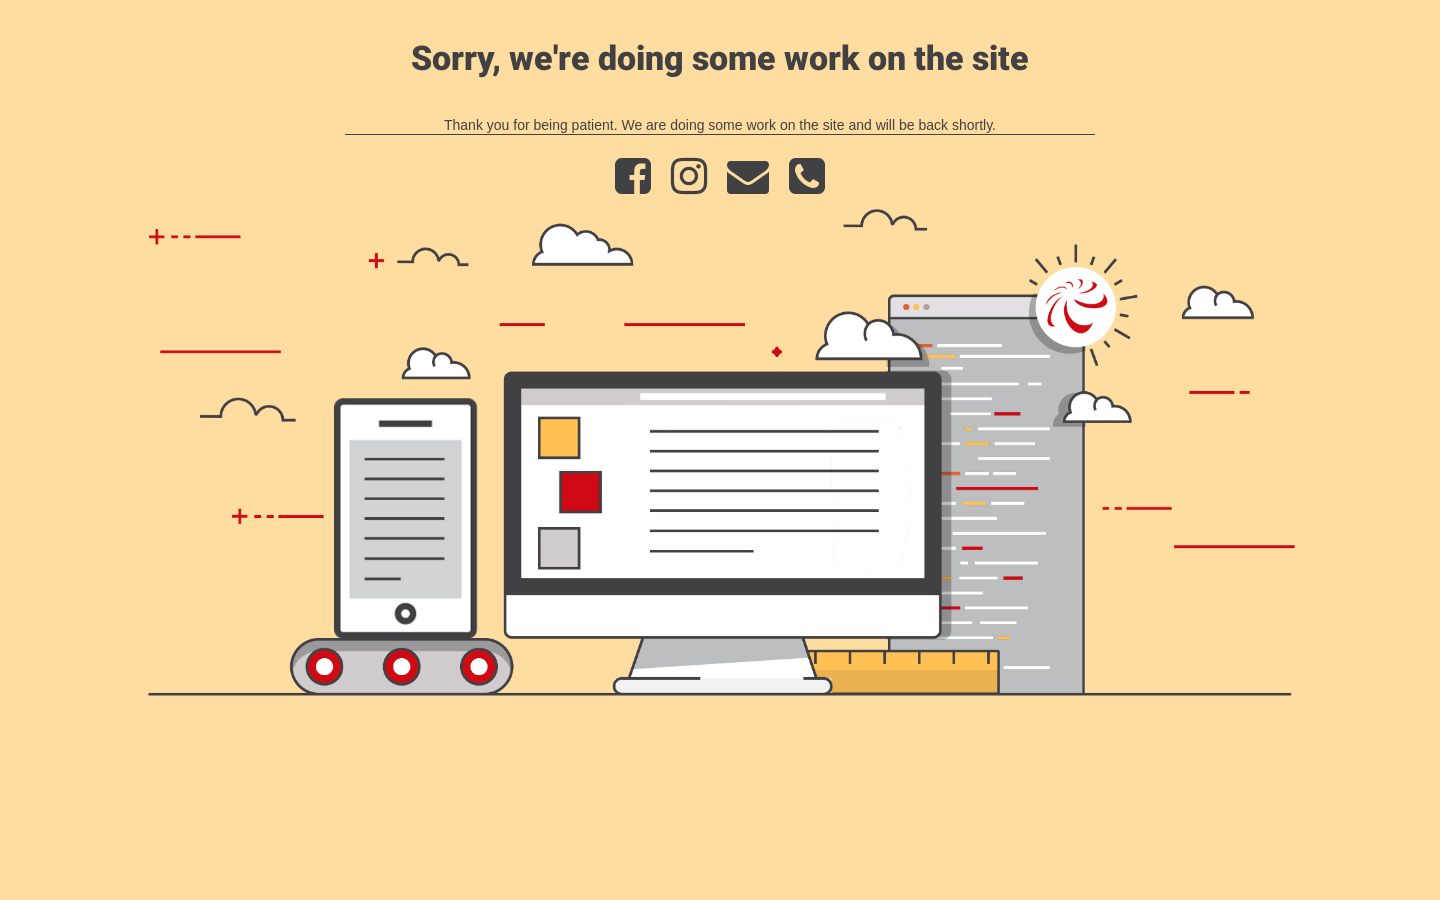 Sorry, we're doing some work on the site
Thank you for being patient. We are doing some work on the site and will be back shortly.